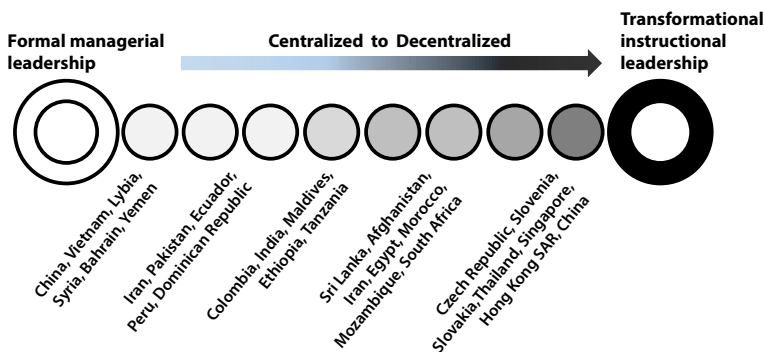 Formal managerial
leadership
Centralized to Decentralized
Transformational
instructional
leadership
China, Vietnam, Lybia,
Syria, Bahrain, Yemen
Iran, Pakistan, Ecuador,
Peru, Dominican Republic
Colombia, India, Maldives,
Ethiopia, Tanzania
Sri Lanka, Afghanistan,
Iran, Egypt, Morocco,
Mozambique, South Africa
Czech Republic, Slovenia,
Slovakia, Thailand, Singapore,
Hong Kong SAR, China